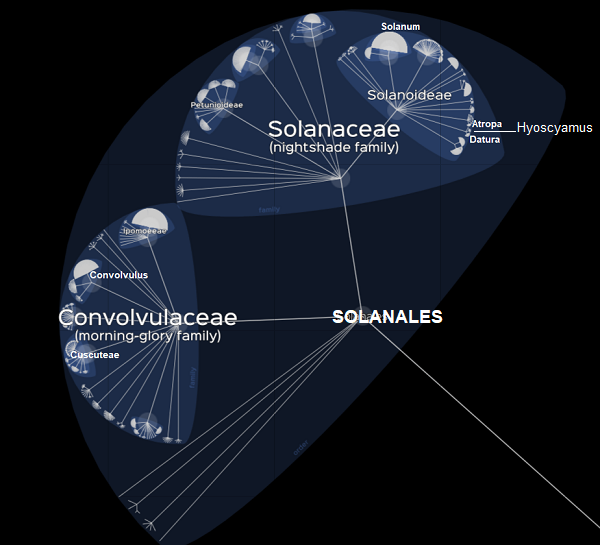 Solanum
Solanoideae
Petunioideae
Solanaceae
(nightshade family)
Atropa
Hyoscyamus
Datura
family
Ipomoeeae
Convolvulus
Convolvulaceae
(morning-glory family)
SOLANALES
Cuscuteae
family
order